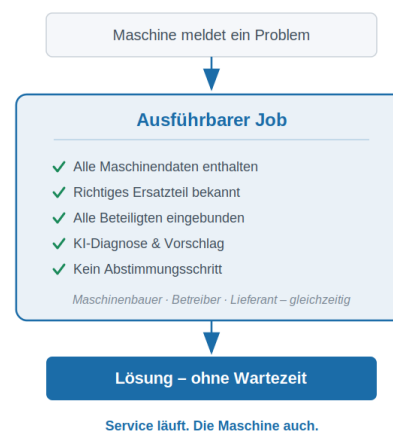 Maschine meldet ein Problem
Ausführbarer Job
Alle Maschinendaten enthalten
Richtiges Ersatzteil bekannt
Alle Beteiligten eingebunden
KI-Diagnose & Vorschlag
Kein Abstimmungsschritt
Maschinenbauer · Betreiber · Lieferant – gleichzeitig
Lösung – ohne Wartezeit
Service läuft. Die Maschine auch.